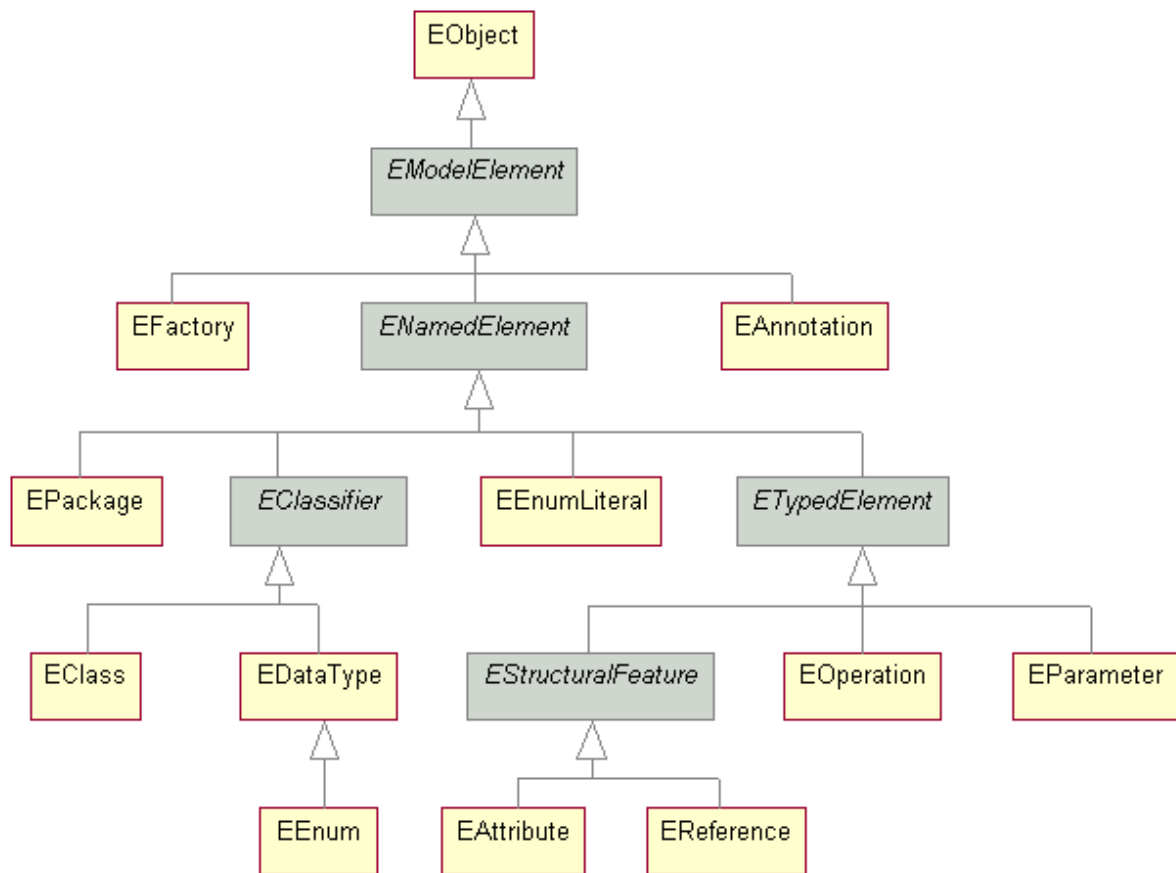 EObject
EModelElement
EFactory
ENamedElement
EAnnotation
EPackage
EClassifier
EEnumLiteral
ETypedElement
EClass
EDataType
EStructuralFeature
EOperation
EParameter
EEnum
EAttribute
EReference